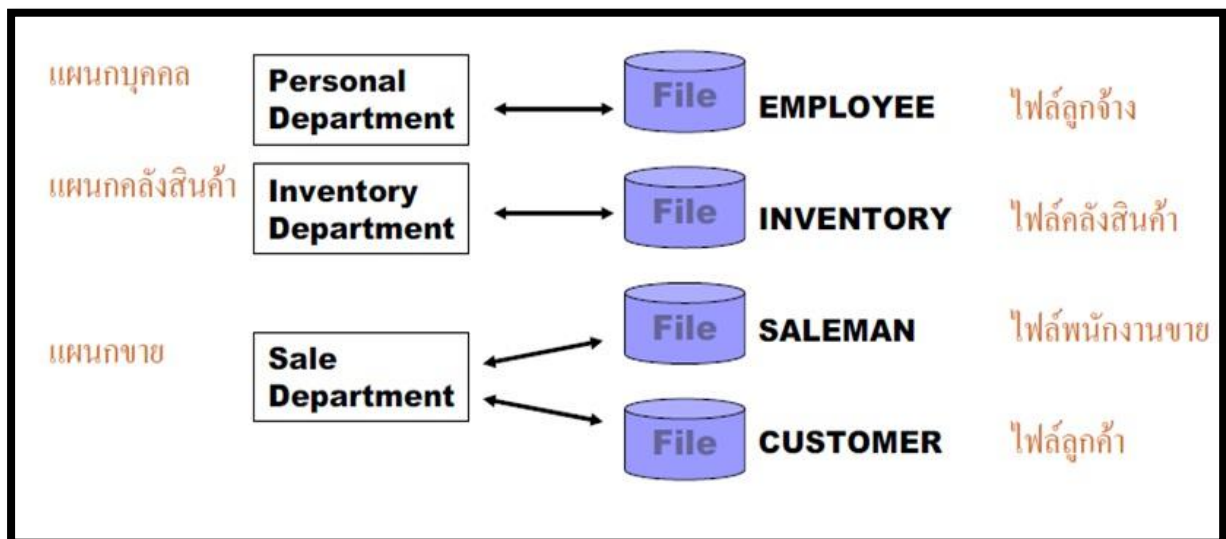 แผนกบุคคล
Personal
Department
File
EMPLOYEE
ไฟล์ลูกจ้าง
แผนกคลังสินค้า
Inventory
Department
File
INVENTORY
ไฟล์คลังสินค้า
แผนกขาย
Sale
Department
File
SALEMAN
ไฟล์พนักงานขาย
File
CUSTOMER
ไฟล์ลูกค้า